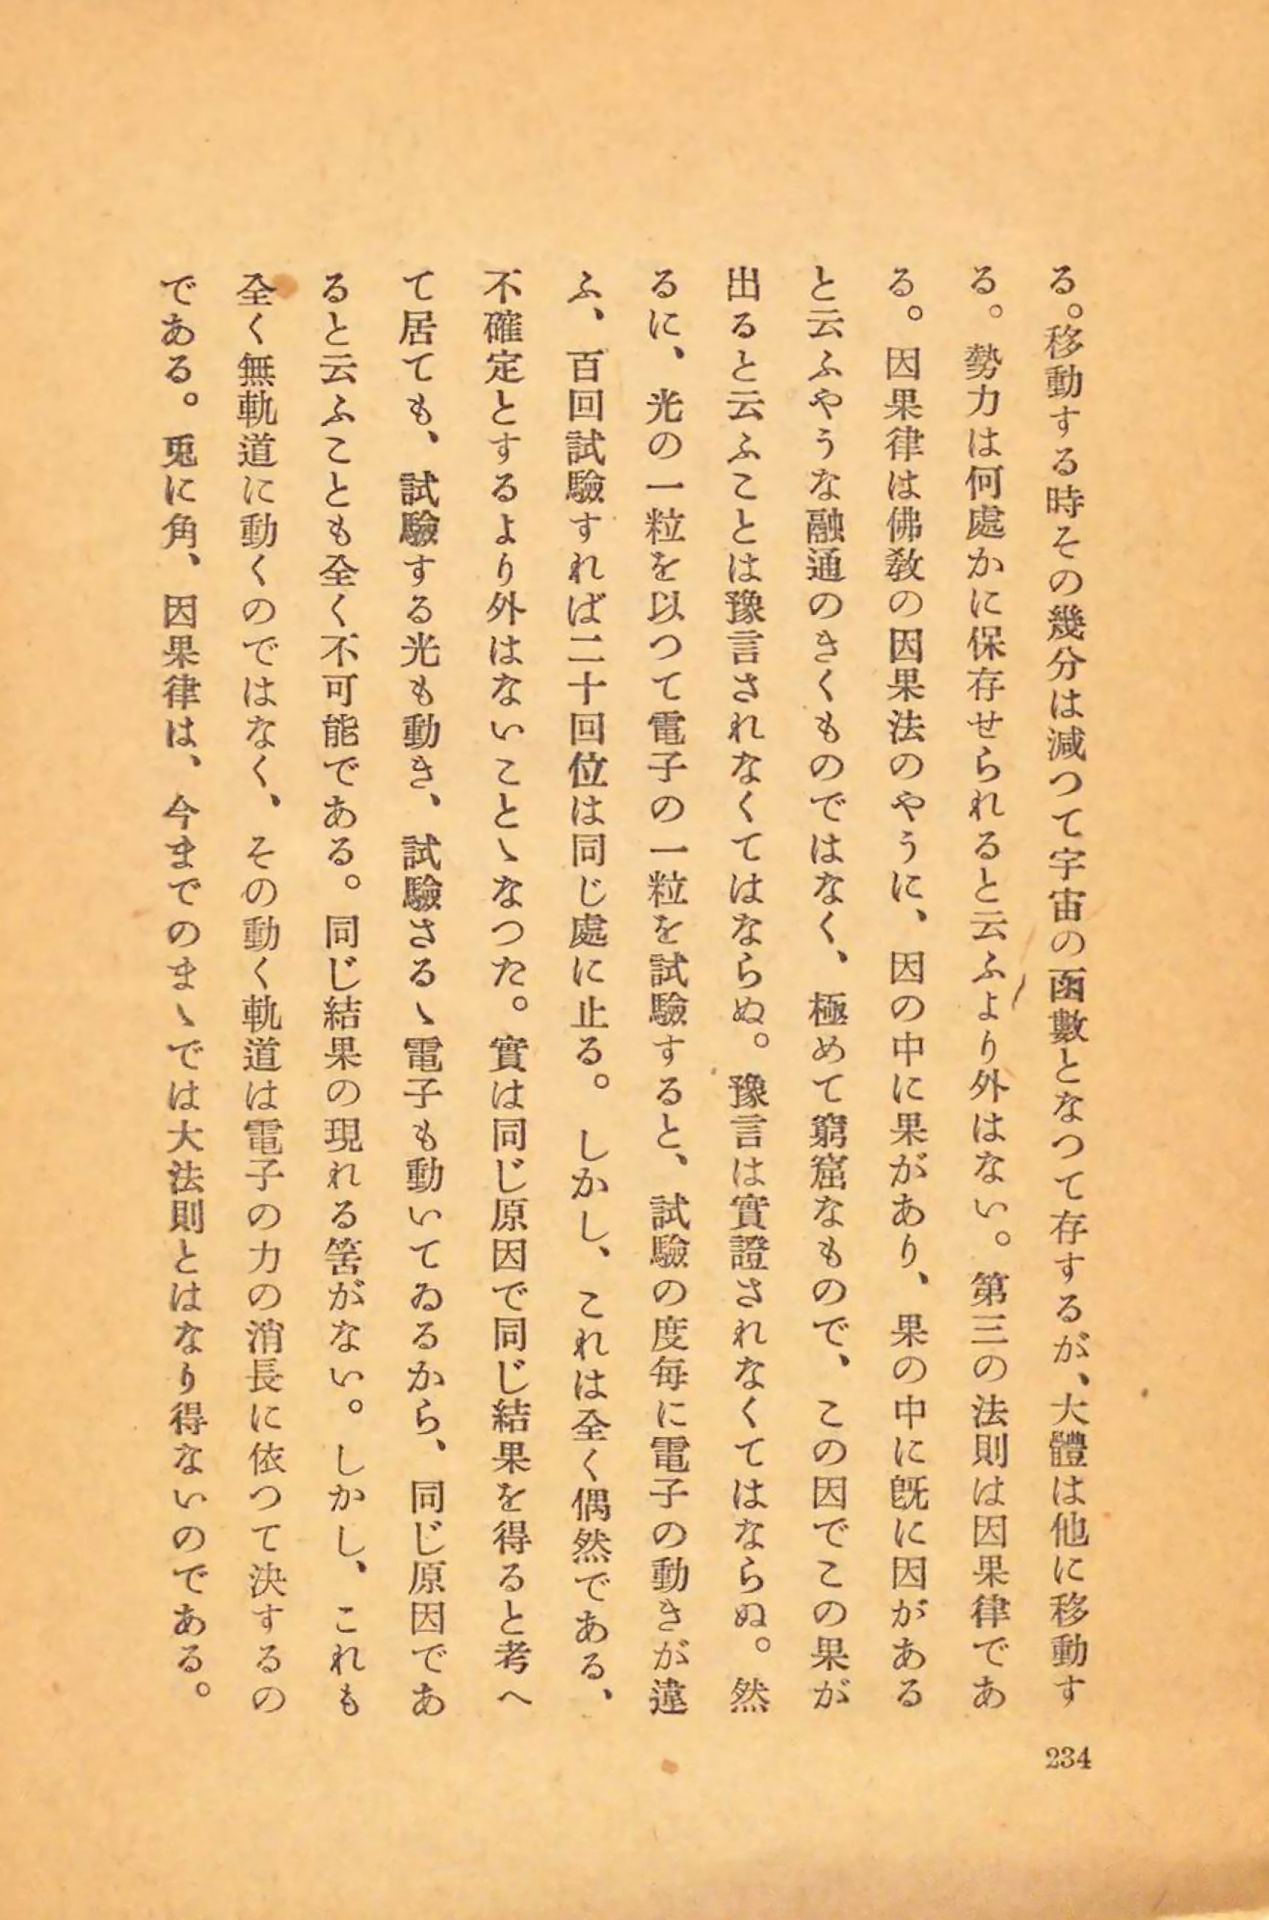 る。移動する時その幾分は減つて宇宙の函數となつて存するが、大體は他に移動す
る。勢力は何處かに保存せられると云ふより外はない。第三の法則は因果律であ
る。因果律は佛敎の因果法のやうに、因の中に果があり、果の中に旣に因がある
と云ふやうな融通のきくものではなく、極めて窮窟なもので、この因でこの果が
出ると云ふことは豫言されなくてはならぬ。豫言は實證されなくてはならぬ。然
るに、光の一粒を以つて電子の一粒を試驗すると、試驗の度每に電子の動きが違
ふ、百回試驗すれば二十回位は同じ處に止る。しかし、これは全く偶然である、
不確定とするより外はないことゝなつた。實は同じ原因で同じ結果を得ると考へ
て居ても、試驗する光も動き、試驗さるゝ電子も動いてゐるから、同じ原因であ
ると云ふことも全く不可能である。同じ結果の現れる筈がない。しかし、これも
全く無軌道に動くのではなく、その動く軌道は電子の力の消長に依つて決するの
である。兎に角、因果律は、今までのまゝでは大法則とはなり得ないのである。
234